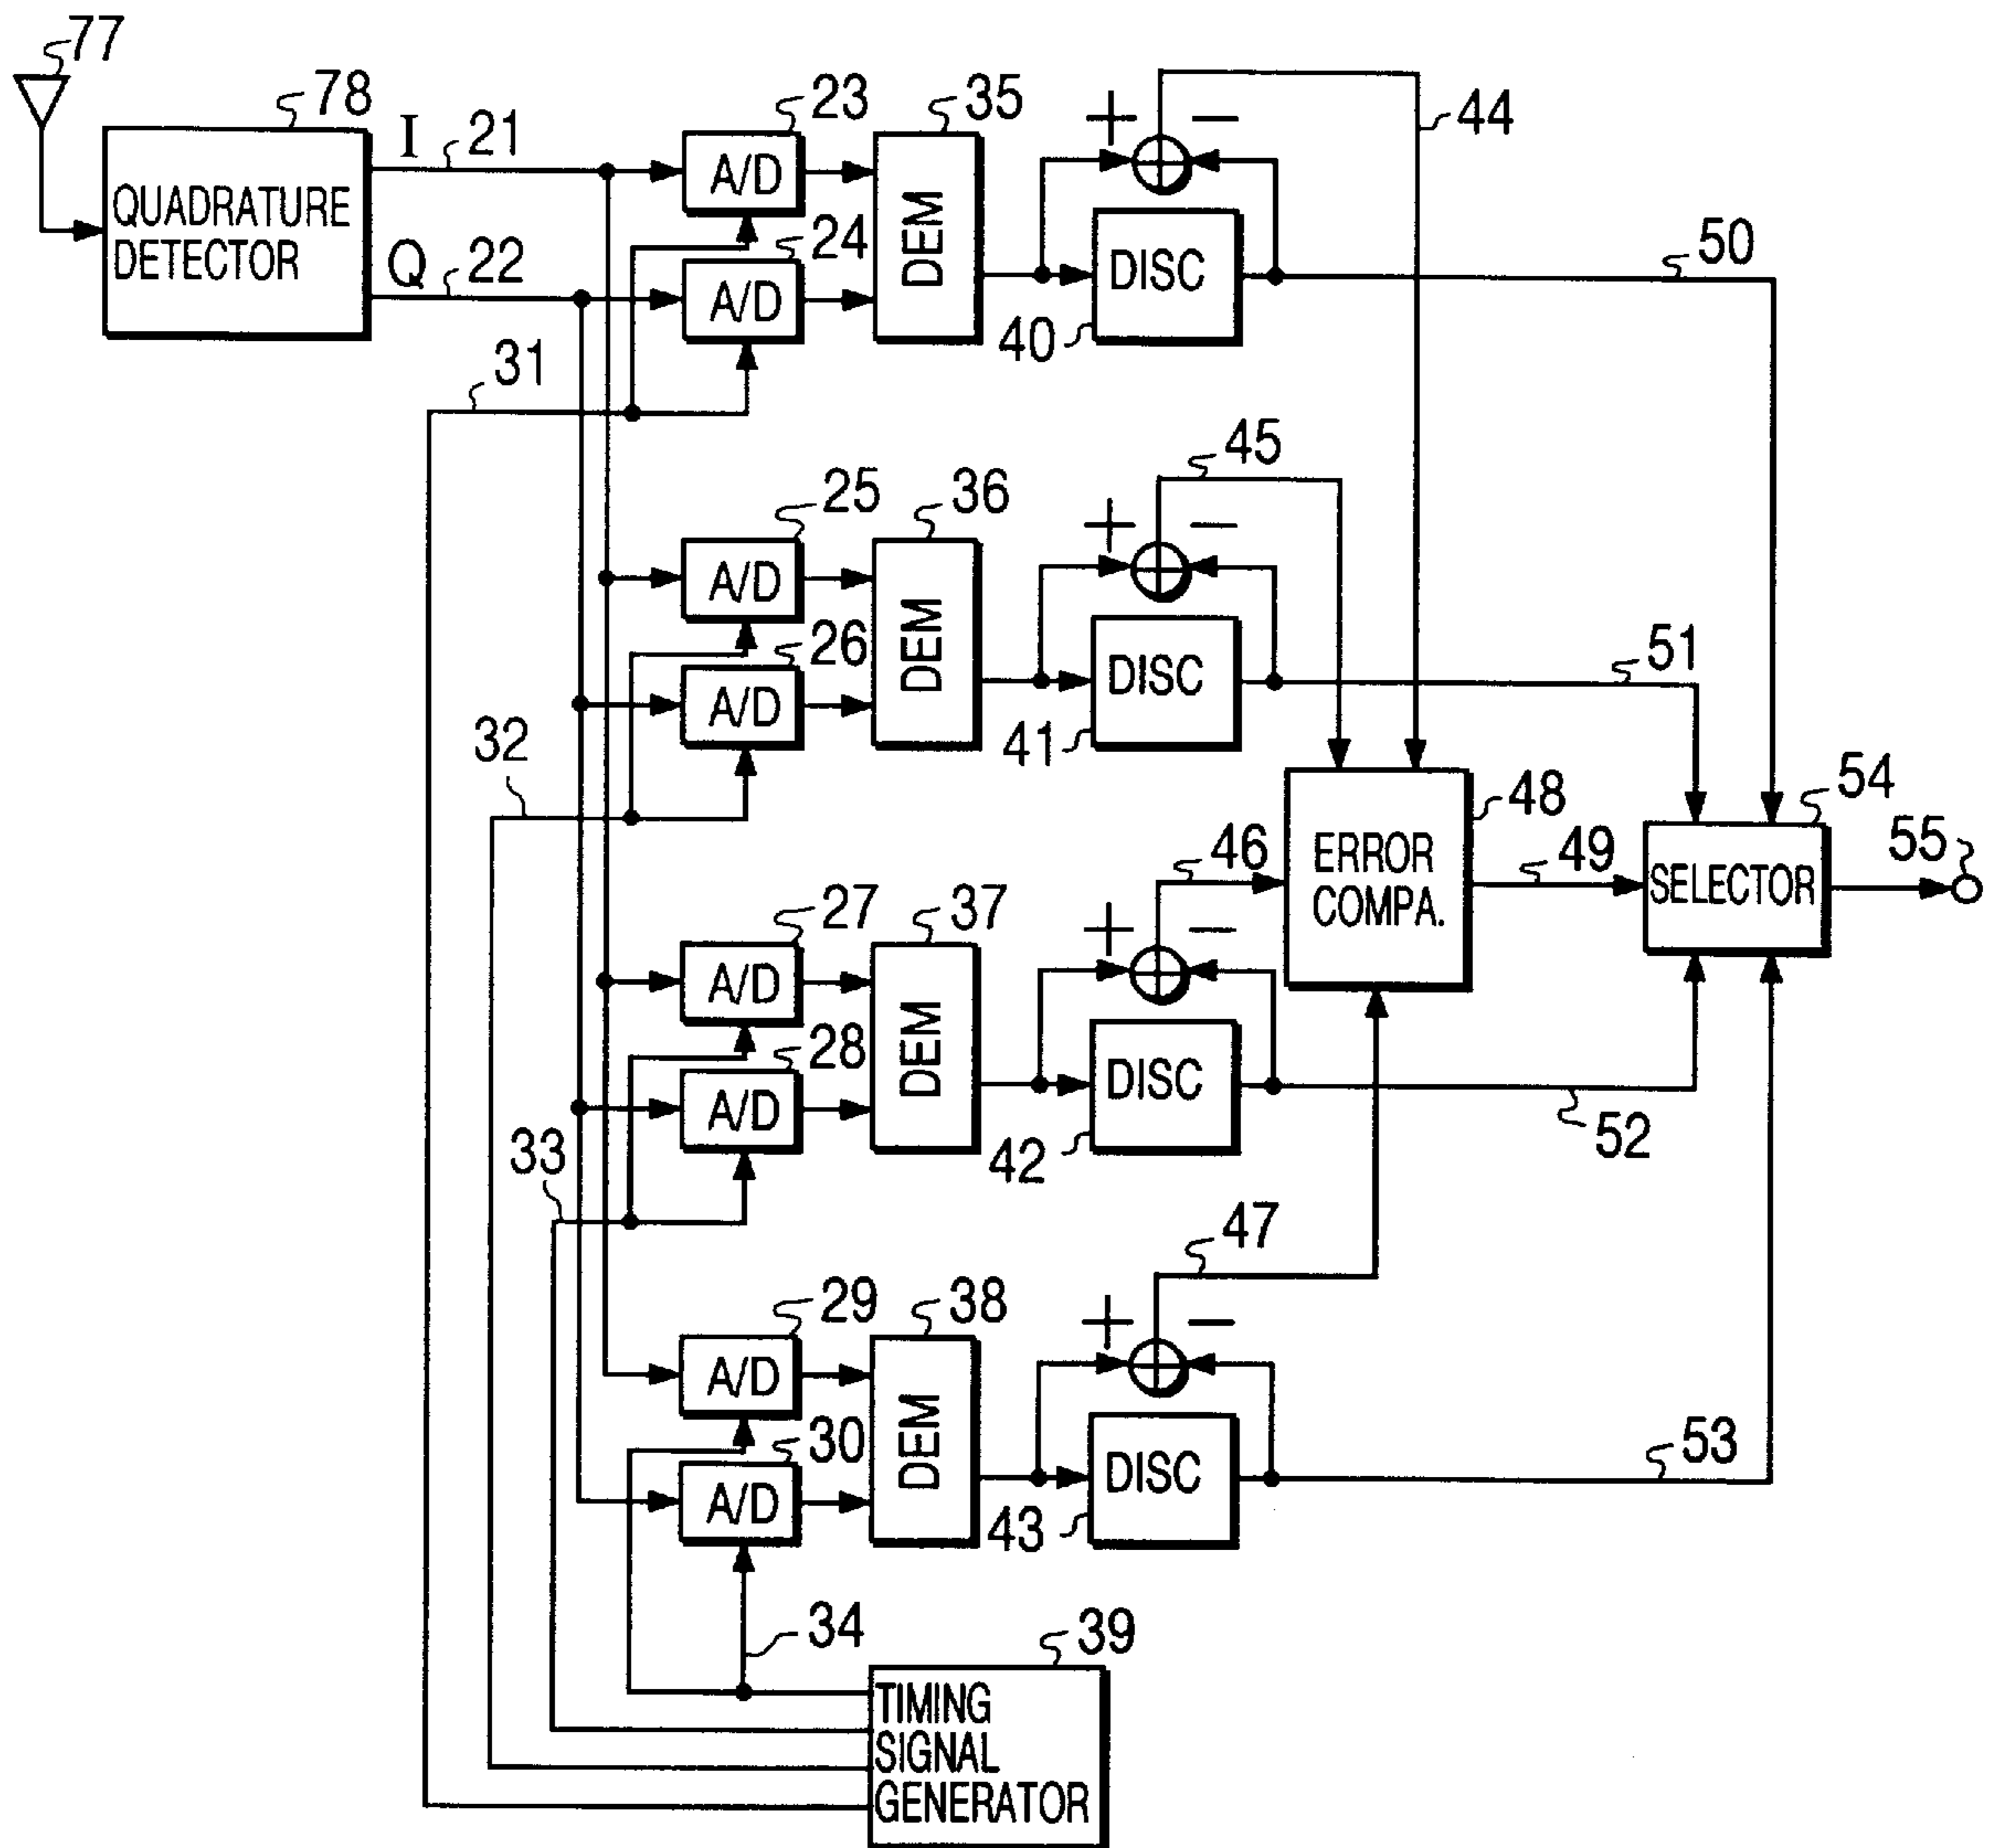 77
78
QUADRATURE
DETECTOR
I 21
Q 22
23
A/D
24
A/D
35
DEM
+ −
44
DISC
40
50
31
25
A/D
26
A/D
36
DEM
45
+ −
DISC
41
51
32
27
A/D
28
A/D
37
DEM
46
+ −
DISC
42
52
ERROR
COMPA.
48
49
54
SELECTOR
55
33
29
A/D
30
A/D
38
DEM
47
+ −
DISC
43
53
34
39
TIMING
SIGNAL
GENERATOR